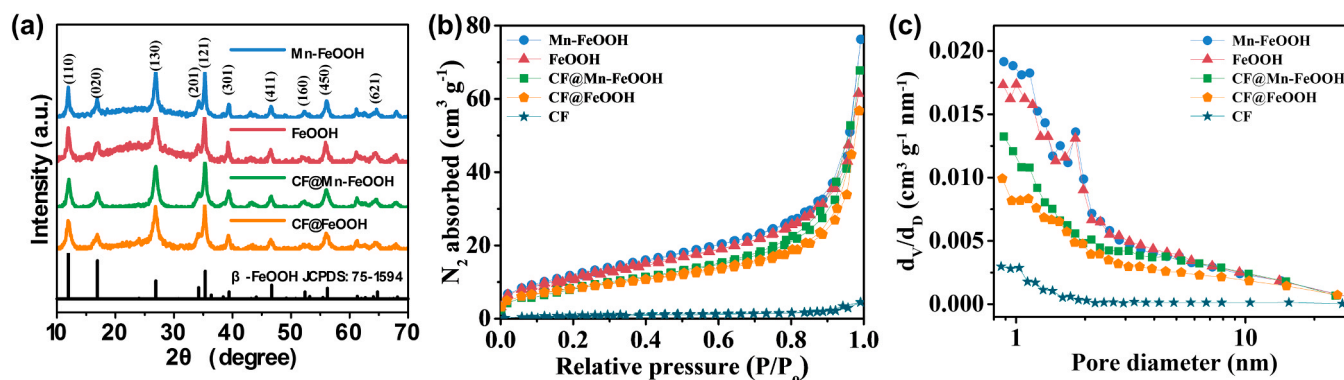 (a)
Intensity (a.u.)
(110)
(020)
(130)
(201)
(121)
(301)
(411)
(160)
(450)
(621)
Mn-FeOOH
FeOOH
CF@Mn-FeOOH
CF@FeOOH
β -FeOOH JCPDS: 75-1594
10 20 30 40 50 60 70
2θ (degree)
(b)
N2 absorbed (cm3 g-1)
80
60
40
20
0
Mn-FeOOH
FeOOH
CF@Mn-FeOOH
CF@FeOOH
CF
0.0 0.2 0.4 0.6 0.8 1.0
Relative pressure (P/Po)
(c)
dV/dD (cm3 g-1 nm-1)
0.020
0.015
0.010
0.005
0.000
Mn-FeOOH
FeOOH
CF@Mn-FeOOH
CF@FeOOH
CF
1 10
Pore diameter (nm)